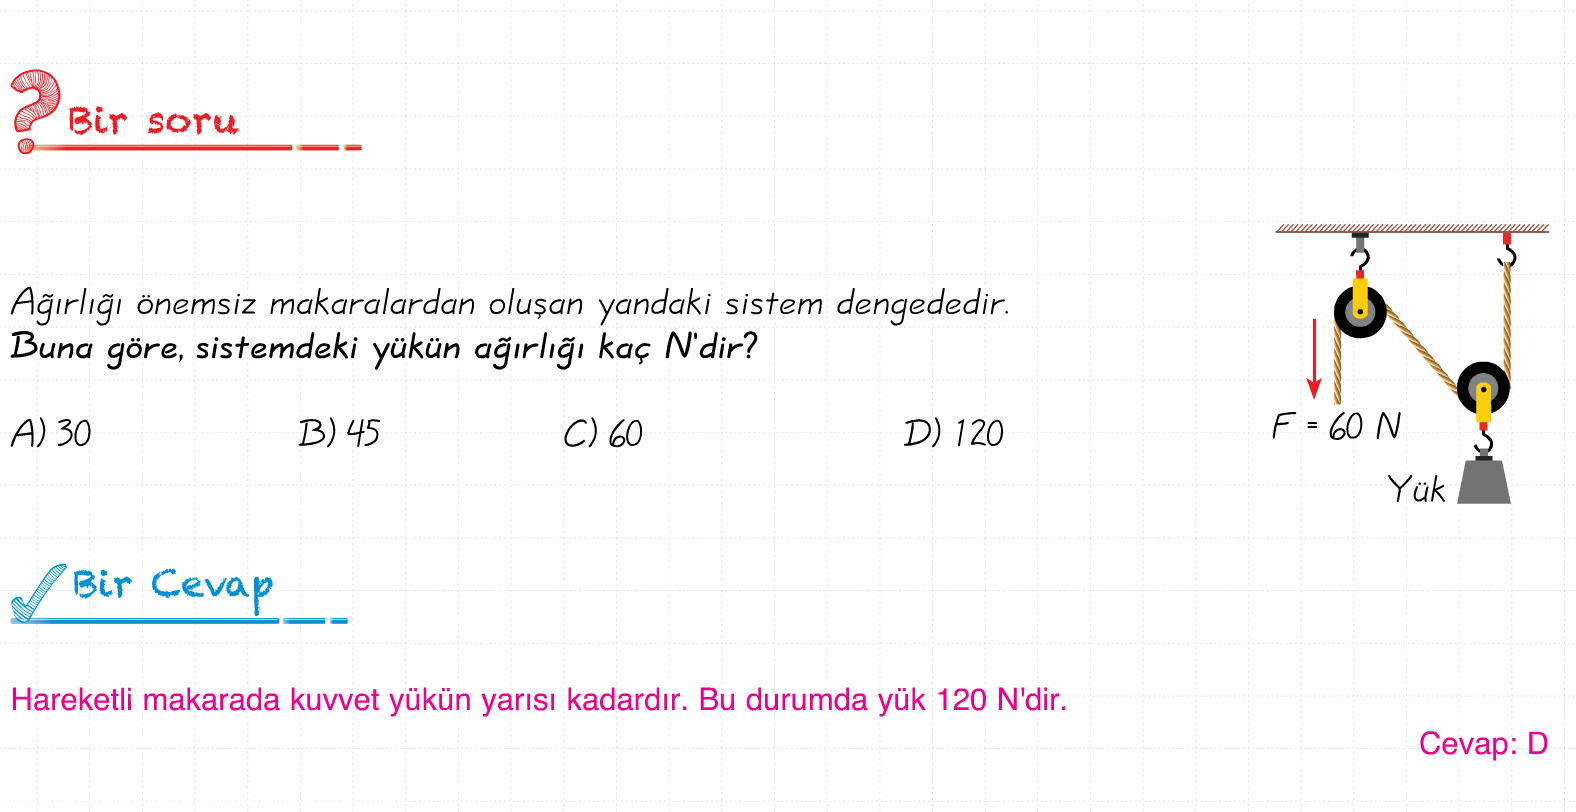 Bir soru
Ağırlığı önemsiz makaralardan oluşan yandaki sistem dengededir.
Buna göre, sistemdeki yükün ağırlığı kaç N'dir?
A) 30 B) 45 C) 60 D) 120
F = 60 N
Yük
Bir Cevap
Hareketli makarada kuvvet yükün yarısı kadardır. Bu durumda yük 120 N'dir.
Cevap: D